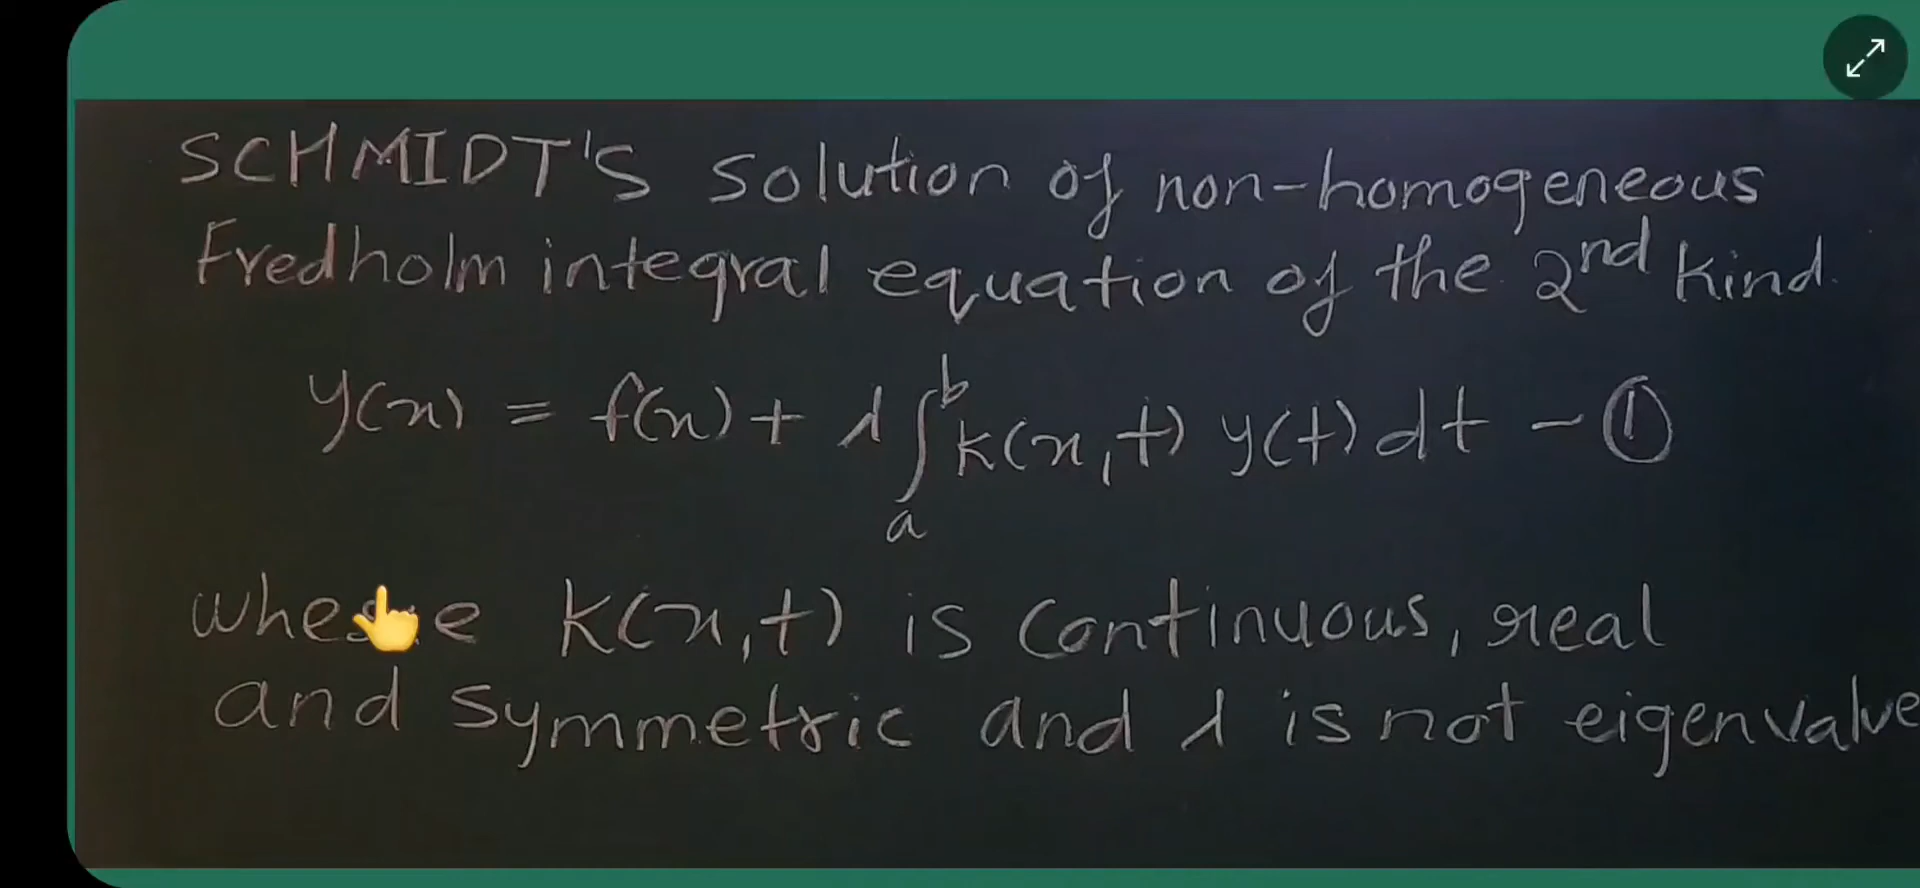 SCHMIDT'S solution of non-homogeneous
Fredholm integral equation of the 2nd kind.
y(x) = f(x) + λ ∫_a^b k(x,t) y(t) dt - ①
where k(x,t) is continuous, real
and symmetric and λ is not eigenvalue